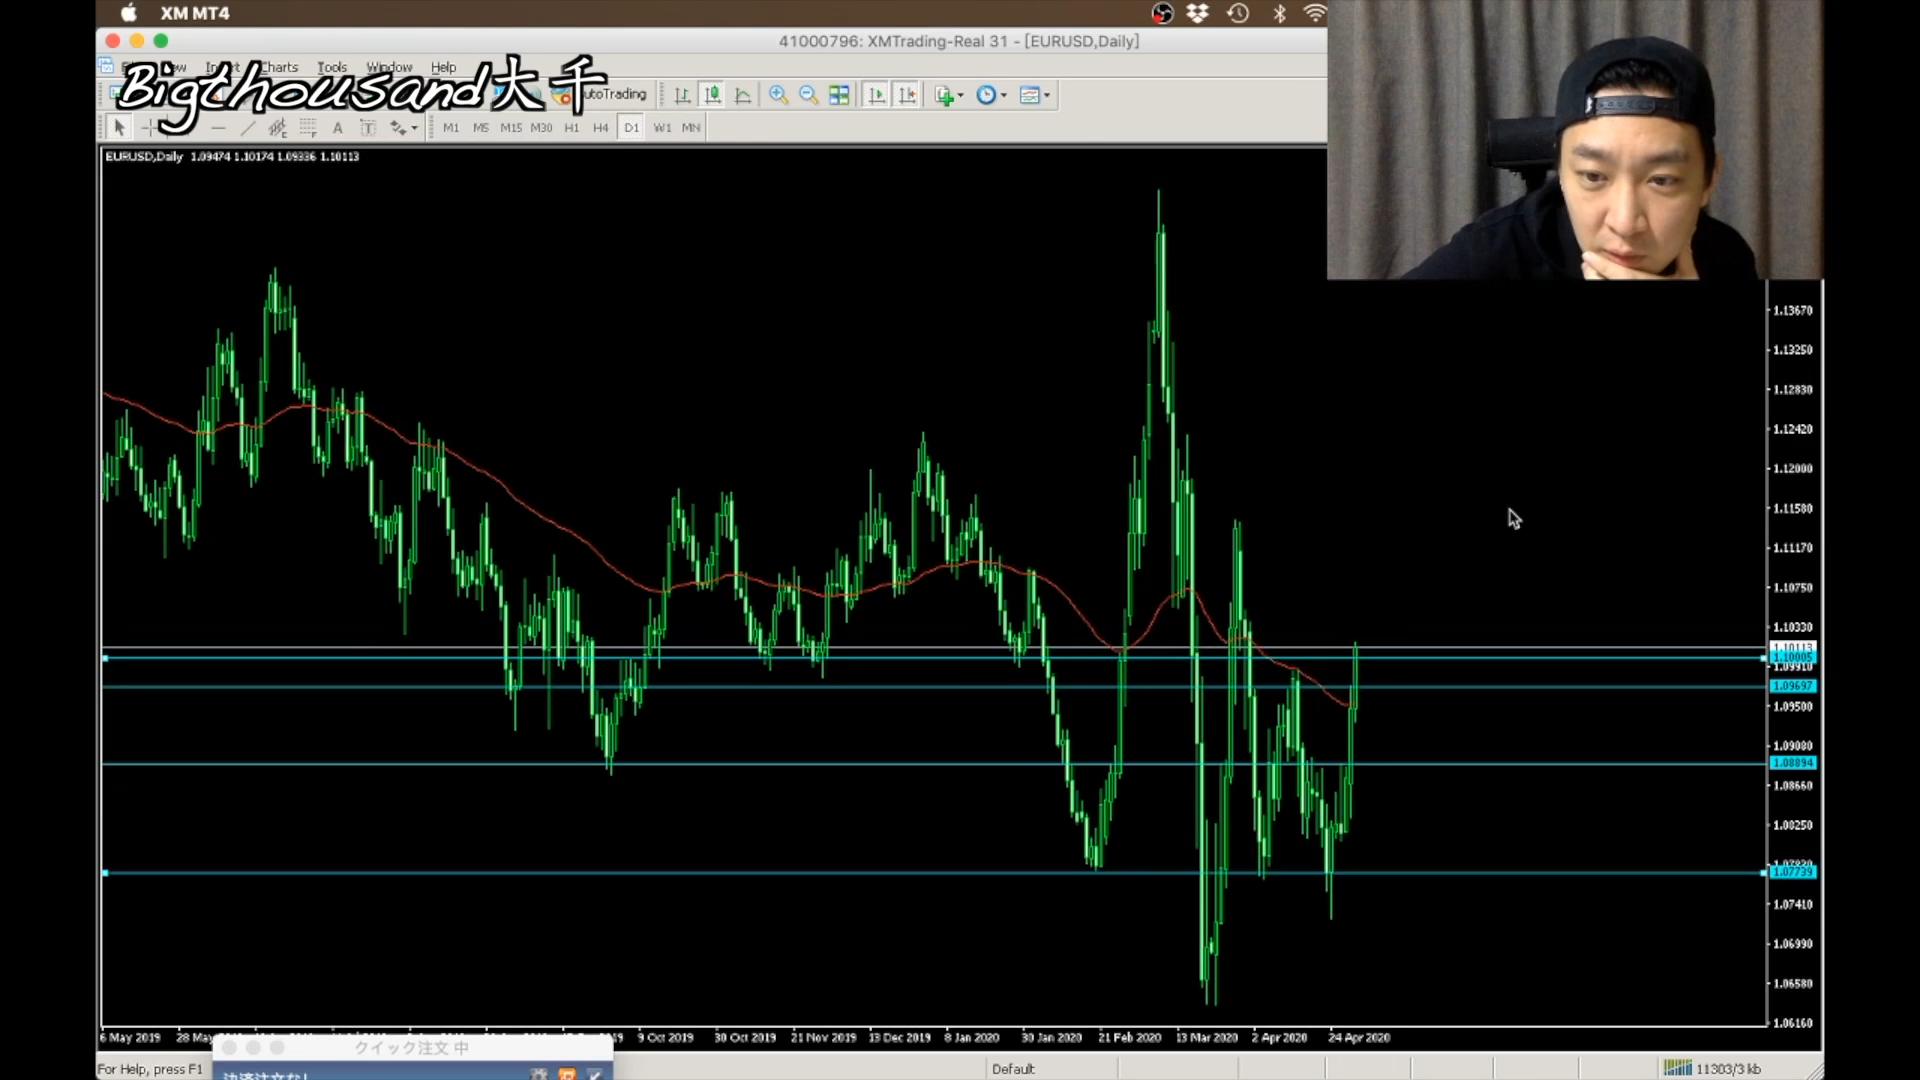 XM MT4
41000796: XMTrading-Real 31 - [EURUSD,Daily]
Charts Tools Window Help
Bigthousand大千
utoTrading
M1 M5 M15 M30 H1 H4 D1 W1 MN
EURUSD,Daily 1.09474 1.10174 1.09336 1.10113
1.13670
1.13250
1.12830
1.12420
1.12000
1.11580
1.11170
1.10750
1.10330
1.10113
1.10005
1.09910
1.09697
1.09500
1.09080
1.08894
1.08660
1.08250
1.07739
1.07410
1.06990
1.06580
1.06160
6 May 2019 28 May 9 Oct 2019 30 Oct 2019 21 Nov 2019 13 Dec 2019 8 Jan 2020 30 Jan 2020 21 Feb 2020 13 Mar 2020 2 Apr 2020 24 Apr 2020
クイック注文 中
For Help, press F1 Default 11303/3 kb